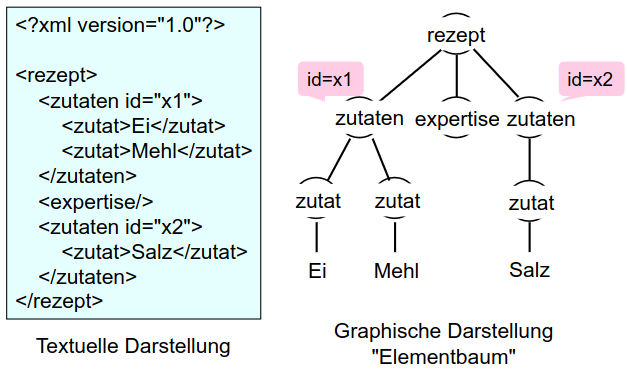 <?xml version="1.0"?>
<rezept>
<zutaten id="x1">
<zutat>Ei</zutat>
<zutat>Mehl</zutat>
</zutaten>
<expertise/>
<zutaten id="x2">
<zutat>Salz</zutat>
</zutaten>
</rezept>
Textuelle Darstellung
rezept
id=x1
id=x2
zutaten expertise zutaten
zutat zutat zutat
Ei Mehl Salz
Graphische Darstellung
"Elementbaum"